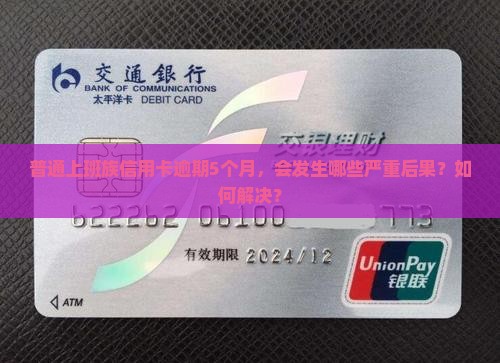 交通銀行
BANK OF COMMUNICATIONS
太平洋卡 DEBIT CARD
交银理财
普通上班族信用卡逾期5个月，会发生哪些严重后果？如
何解决？
有效期限 2024/12
UnionPay
银联
ATM